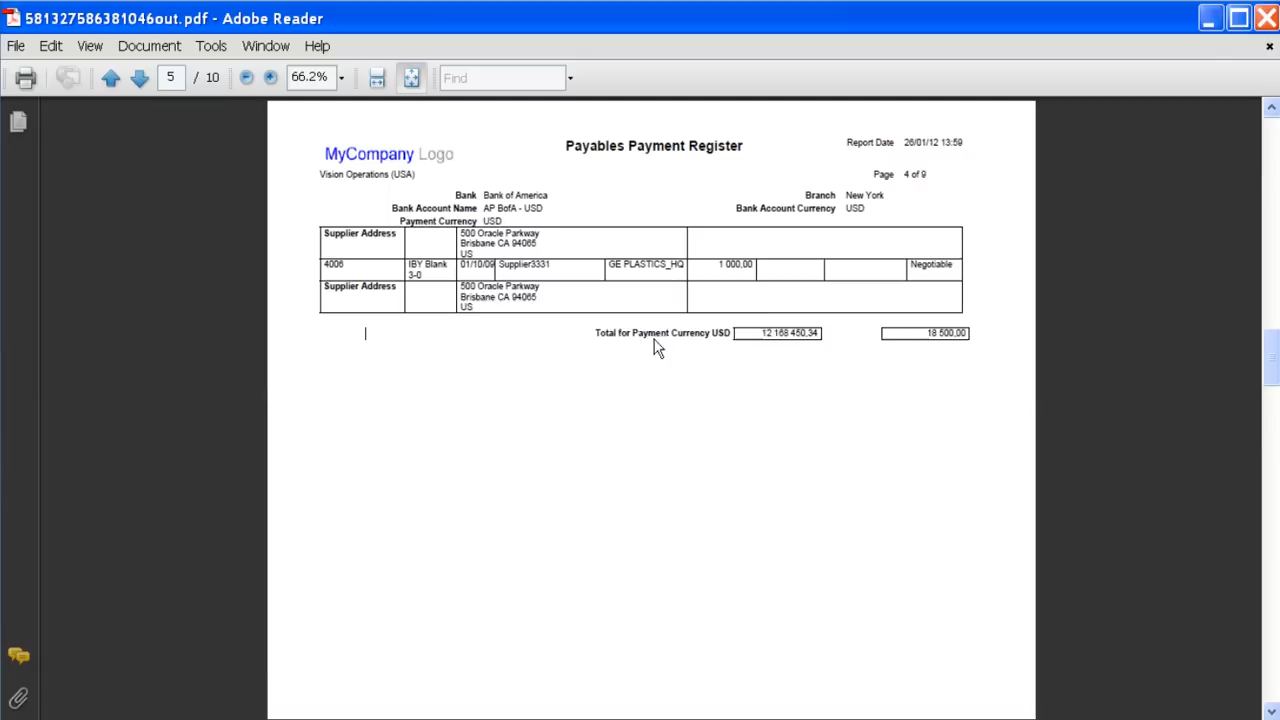 581327586381046out.pdf - Adobe Reader
File Edit View Document Tools Window Help
5 / 10 66.2% Find
MyCompany Logo Payables Payment Register Report Date 26/01/12 13:59
Vision Operations (USA) Page 4 of 9
Bank Bank of America Branch New York
Bank Account Name AP BofA - USD Bank Account Currency USD
Payment Currency USD
Supplier Address 500 Oracle Parkway
Brisbane CA 94065
US
4006 IBY Blank 01/10/09 Supplier3331 GE PLASTICS_HQ 1 000,00 Negotiable
3-0
Supplier Address 500 Oracle Parkway
Brisbane CA 94065
US
Total for Payment Currency USD 12 168 450,34 18 500,00